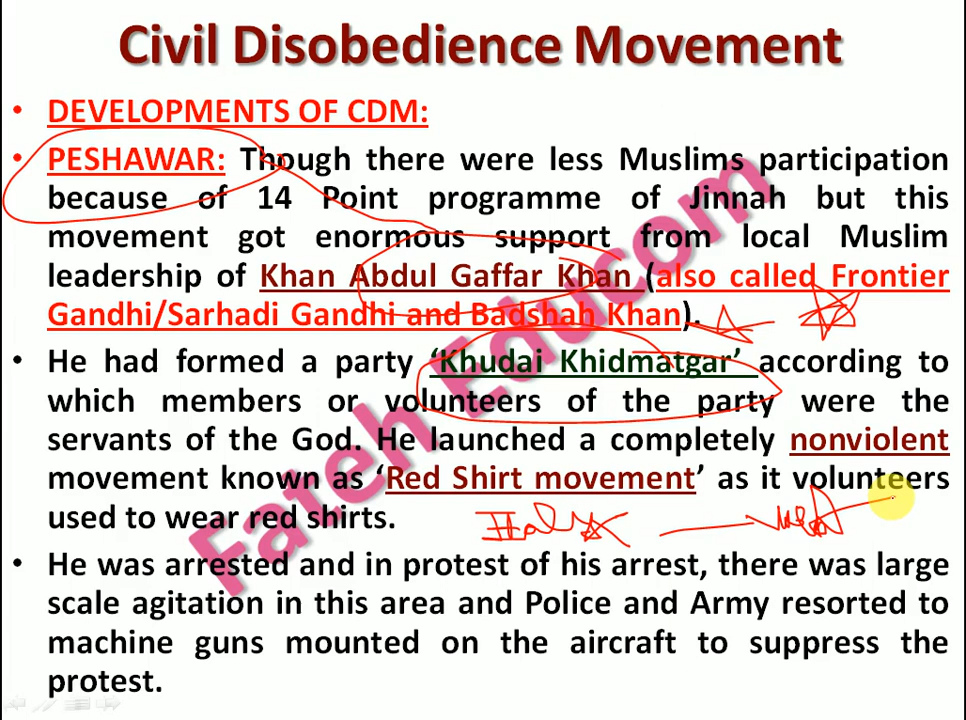 Civil Disobedience Movement
• DEVELOPMENTS OF CDM:
• PESHAWAR: Though there were less Muslims participation
because of 14 Point programme of Jinnah but this
movement got enormous support from local Muslim
leadership of Khan Abdul Gaffar Khan (also called Frontier
Gandhi/Sarhadi Gandhi and Badshah Khan).
• He had formed a party ‘Khudai Khidmatgar’ according to
which members or volunteers of the party were the
servants of the God. He launched a completely nonviolent
movement known as ‘Red Shirt movement’ as it volunteers
used to wear red shirts.
• He was arrested and in protest of his arrest, there was large
scale agitation in this area and Police and Army resorted to
machine guns mounted on the aircraft to suppress the
protest.
Fateh Educom